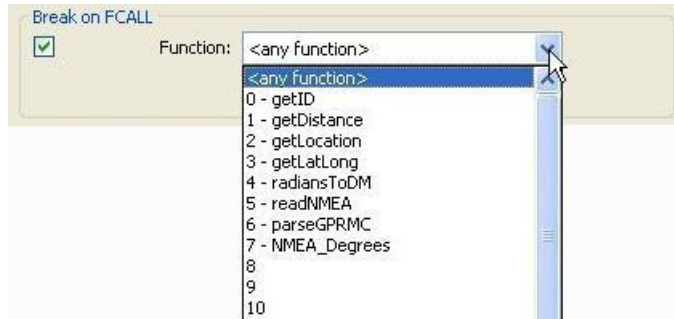 Break on FCALL
Function: <any function>
<any function>
0 - getID
1 - getDistance
2 - getLocation
3 - getLatLong
4 - radiansToDM
5 - readNMEA
6 - parseGPRMC
7 - NMEA_Degrees
8
9
10